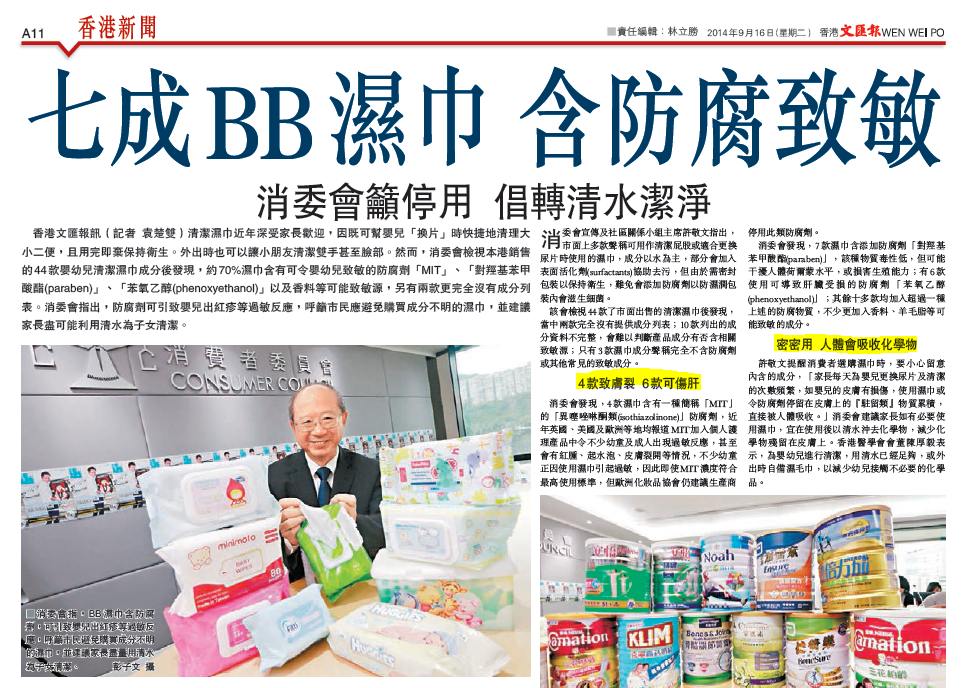 A11
香港新聞
■責任編輯：林立勝 2014年9月16日(星期二) 香港文匯報WEN WEI PO
七成BB濕巾 含防腐致敏
消委會籲停用 倡轉清水潔淨
香港文匯報訊（記者 袁楚雙）清潔濕巾近年深受家長歡迎，因既可幫嬰兒「換片」時快捷地清理大
小二便，且用完即棄保持衛生。外出時也可以讓小朋友清潔雙手甚至臉部。然而，消委會檢視本港銷售
的44款嬰幼兒清潔濕巾成分後發現，約70%濕巾含有可令嬰幼兒致敏的防腐劑「MIT」、「對羥基苯甲
酸酯(paraben)」、「苯氧乙醇(phenoxyethanol)」以及香料等可能致敏源，另有兩款更完全沒有成分列
表。消委會指出，防腐劑可引致嬰兒出紅疹等過敏反應，呼籲市民應避免購買成分不明的濕巾，並建議
家長盡可能利用清水為子女清潔。
消費者委員會
CONSUMER COUNCIL
minimoto
BABY WIPES
80
Made in Taiwan
HUGGIES
■消委會指，BB濕巾含防腐
劑，可引致嬰兒出紅疹等過敏反
應，呼籲市民避免購買成分不明
的濕巾，並建議家長盡量用清水
為子女清潔。 彭子文 攝
消委會宣傳及社區關係小組主席許敬文指出，
市面上多款聲稱可用作清潔屁股或適合更換
尿片時使用的濕巾，成分以水為主，部分會加入
表面活化劑(surfactants)協助去污，但由於需密封
包裝以保持衛生，難免會添加防腐劑以防濕潤包
裝內會滋生細菌。
該會檢視44款了市面出售的清潔濕巾後發現，
當中兩款完全沒有提供成分列表；10款列出的成
分資料不完整，會難以判斷產品成分有否含相關
致敏源；只有3款濕巾成分聲稱完全不含防腐劑
或其他常見的致敏成分。
4款致膚裂 6款可傷肝
消委會發現，4款濕巾含有一種簡稱「MIT」
的「異噻唑啉酮類(isothiazolinone)」防腐劑，近
年英國、美國及歐洲等地均報道MIT加入個人護
理產品中令不少幼童及成人出現過敏反應，甚至
會有紅腫、起水泡、皮膚裂開等情況，不少幼童
正因使用濕巾引起過敏，因此即使MIT濃度符合
最高使用標準，但歐洲化妝品協會仍建議生產商
停用此類防腐劑。
消委會發現，7款濕巾含添加防腐劑「對羥基
苯甲酸酯(paraben)」，該種物質毒性低，但可能
干擾人體荷爾蒙水平，或損害生殖能力；有6款
使用可導致肝臟受損的防腐劑「苯氧乙醇
(phenoxyethanol)」；其餘十多款均加入超過一種
上述的防腐物質，不少更加入香料、羊毛脂等可
能致敏的成分。
密密用 人體會吸收化學物
許敬文提醒消費者選購濕巾時，要小心留意
內含的成分，「家長每天為嬰兒更換尿片及清潔
的次數頻繁，如嬰兒的皮膚有損傷，使用濕巾或
令防腐劑停留在皮膚上的『駐留類』物質累積，
直接被人體吸收。」消委會建議家長如有必要使
用濕巾，宜在使用後以清水沖去化學物，減少化
學物殘留在皮膚上。香港醫學會會董陳厚毅表
示，為嬰幼兒進行清潔，用清水已經足夠，或外
出時自備濕毛巾，以減少幼兒接觸不必要的化學
品。
COUNCIL
Noah
Ensure
Carnation
KLIM
Bones & Joints
BoneSure
Carnation
三花柏齡